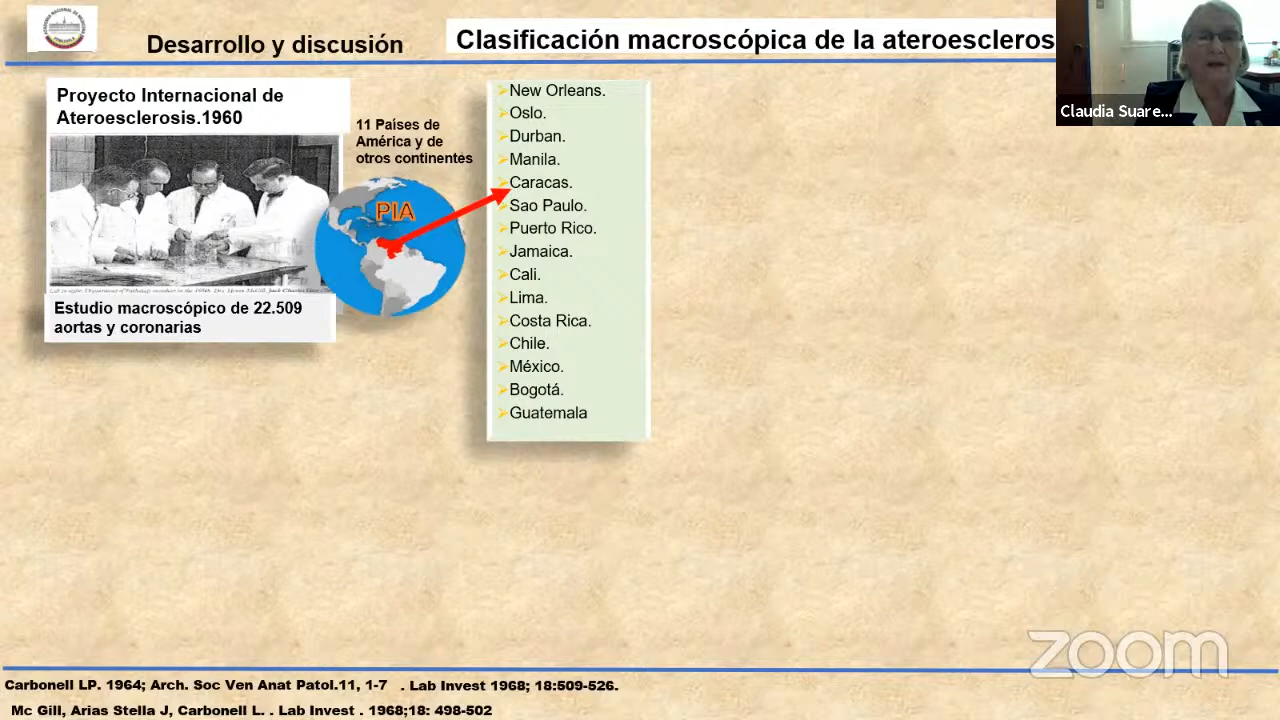 Desarrollo y discusión
Clasificación macroscópica de la ateroescleros
Claudia Suare...
Proyecto Internacional de
Ateroesclerosis.1960
11 Países de
América y de
otros continentes
PIA
Estudio macroscópico de 22.509
aortas y coronarias
New Orleans.
Oslo.
Durban.
Manila.
Caracas.
Sao Paulo.
Puerto Rico.
Jamaica.
Cali.
Lima.
Costa Rica.
Chile.
México.
Bogotá.
Guatemala
zoom
Carbonell LP. 1964; Arch. Soc Ven Anat Patol.11, 1-7 . Lab Invest 1968; 18:509-526.
Mc Gill, Arias Stella J, Carbonell L. . Lab Invest . 1968;18: 498-502